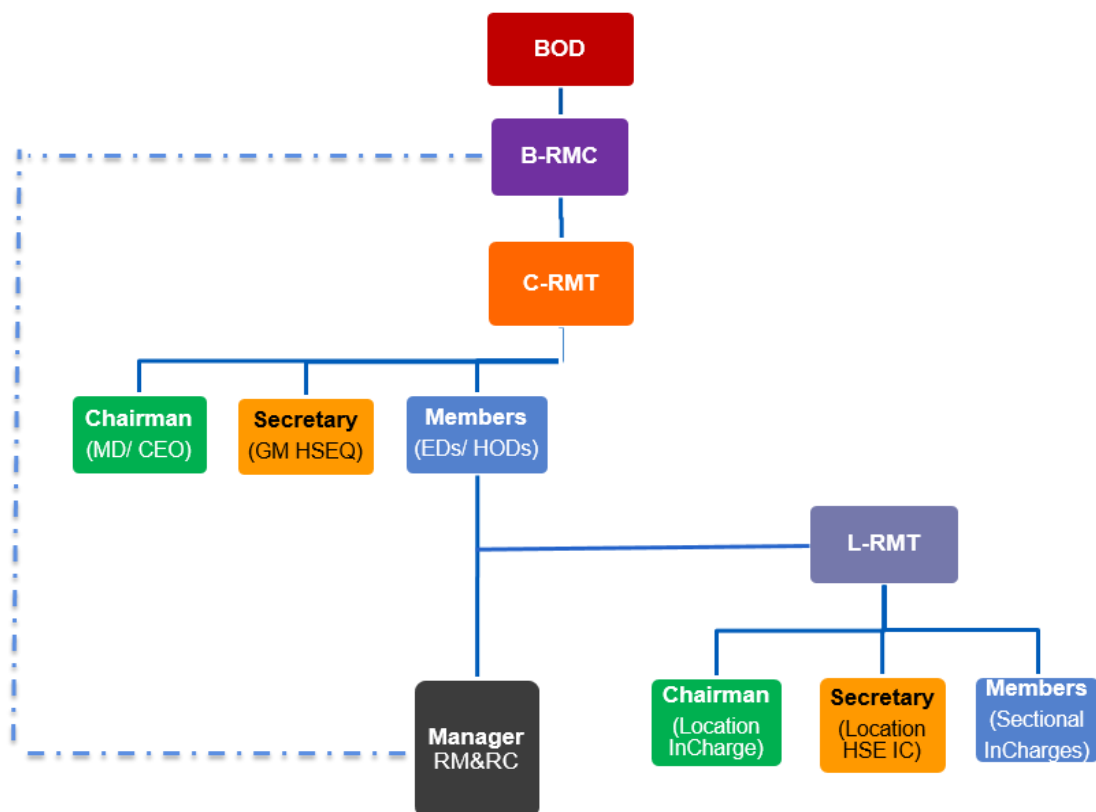 BOD
B-RMC
C-RMT
Chairman
(MD/ CEO)
Secretary
(GM HSEQ)
Members
(EDs/ HODs)
L-RMT
Chairman
(Location
InCharge)
Secretary
(Location
HSE IC)
Members
(Sectional
InCharges)
Manager
RM&RC